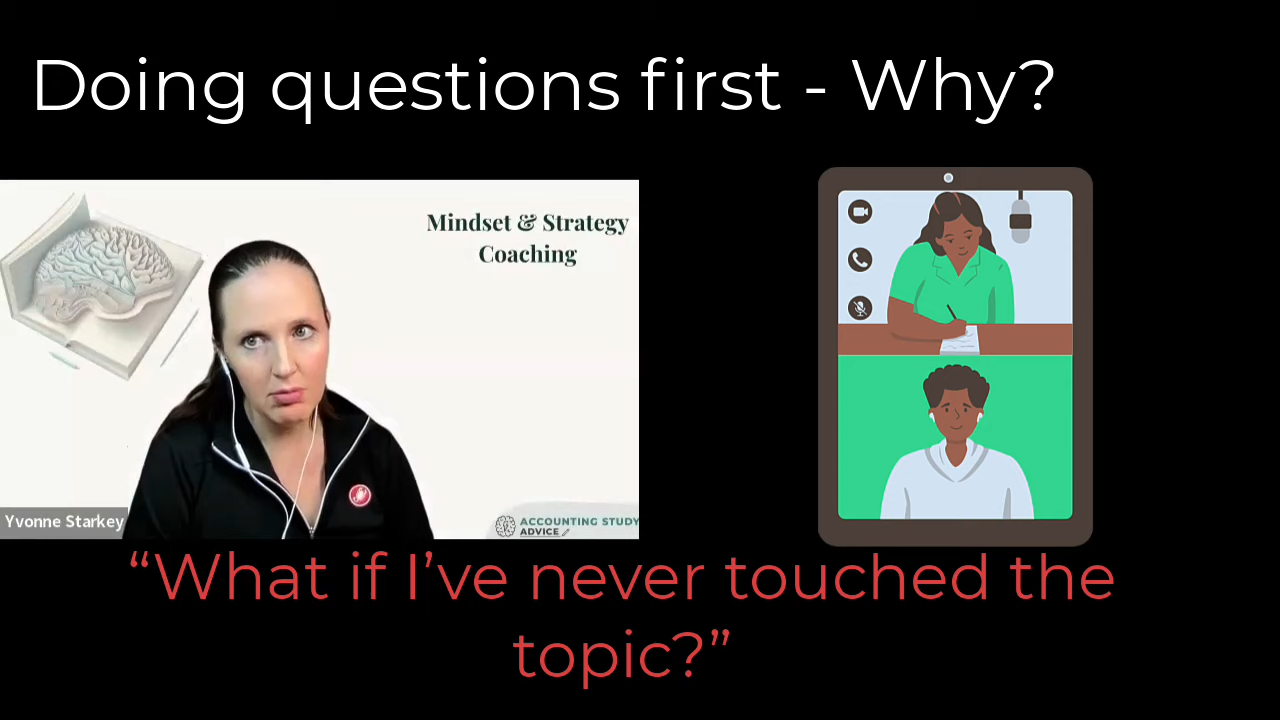 Doing questions first - Why?
Mindset & Strategy
Coaching
Yvonne Starkey
ACCOUNTING STUDY
ADVICE
“What if I’ve never touched the
topic?”